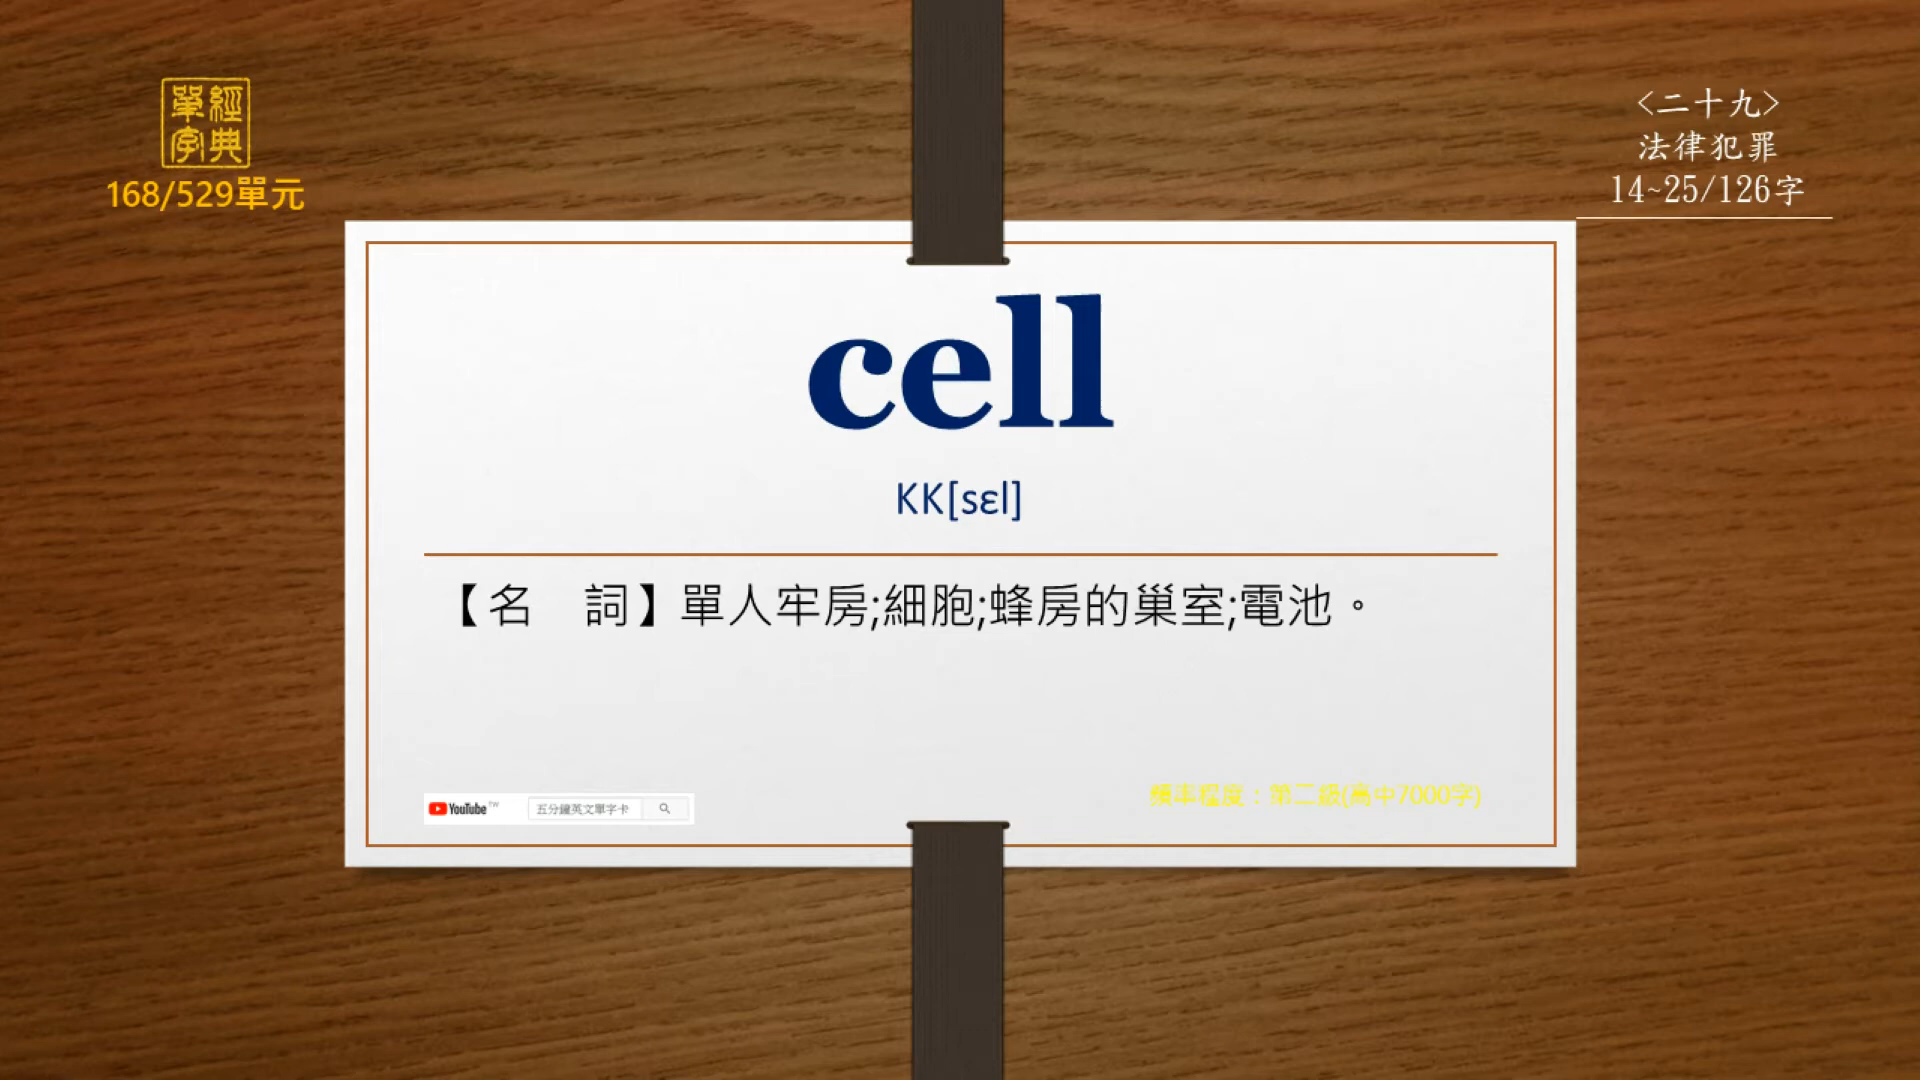 單字
經典
168/529單元
<二十九>
法律犯罪
14~25/126字
cell
KK[sɛl]
【名　詞】單人牢房;細胞;蜂房的巢室;電池。
YouTube TW
五分鐘英文單字卡
頻率程度：第二級(高中7000字)